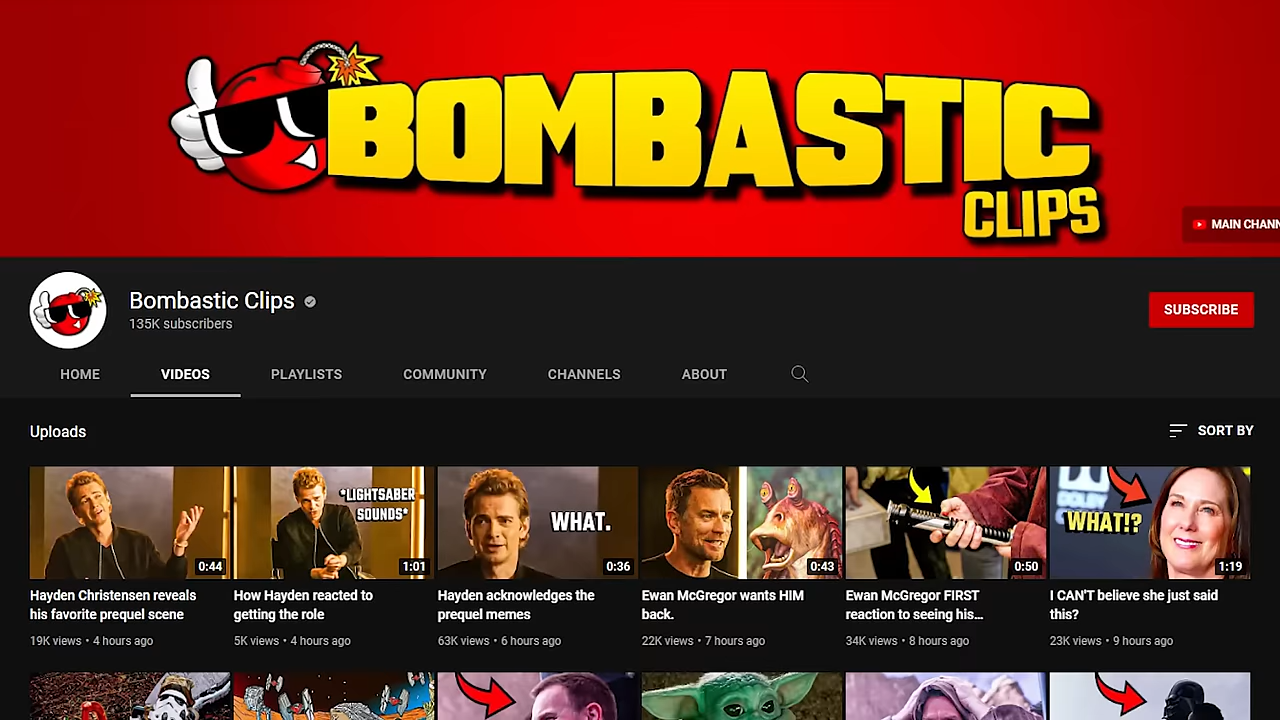 BOMBASTIC
CLIPS
MAIN CHANN
Bombastic Clips
135K subscribers
SUBSCRIBE
HOME
VIDEOS
PLAYLISTS
COMMUNITY
CHANNELS
ABOUT
Uploads
SORT BY
0:44
*LIGHTSABER
SOUNDS*
1:01
WHAT.
0:36
0:43
0:50
DOLBY
WHAT!?
1:19
Hayden Christensen reveals
his favorite prequel scene
19K views • 4 hours ago
How Hayden reacted to
getting the role
5K views • 4 hours ago
Hayden acknowledges the
prequel memes
63K views • 6 hours ago
Ewan McGregor wants HIM
back.
22K views • 7 hours ago
Ewan McGregor FIRST
reaction to seeing his...
34K views • 8 hours ago
I CAN'T believe she just said
this?
23K views • 9 hours ago